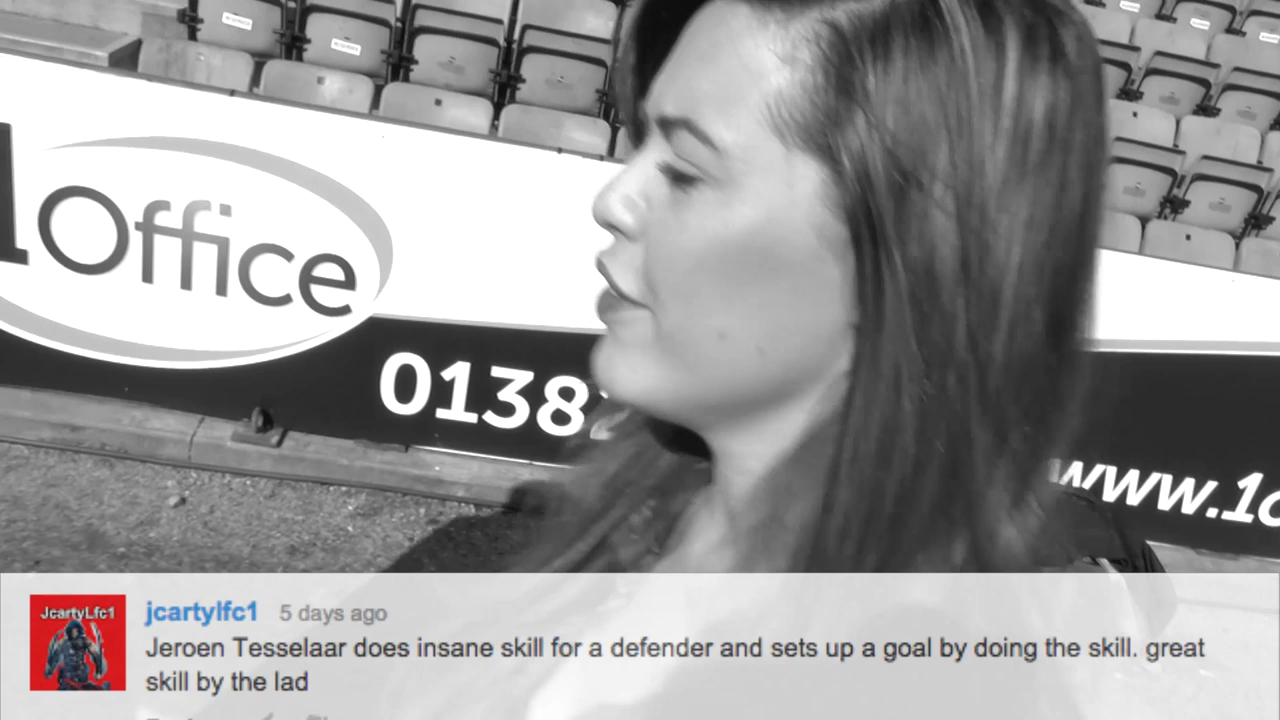 1Office
0138
www.1
JcartyLfc1
jcartylfc1 5 days ago
Jeroen Tesselaar does insane skill for a defender and sets up a goal by doing the skill. great
skill by the lad